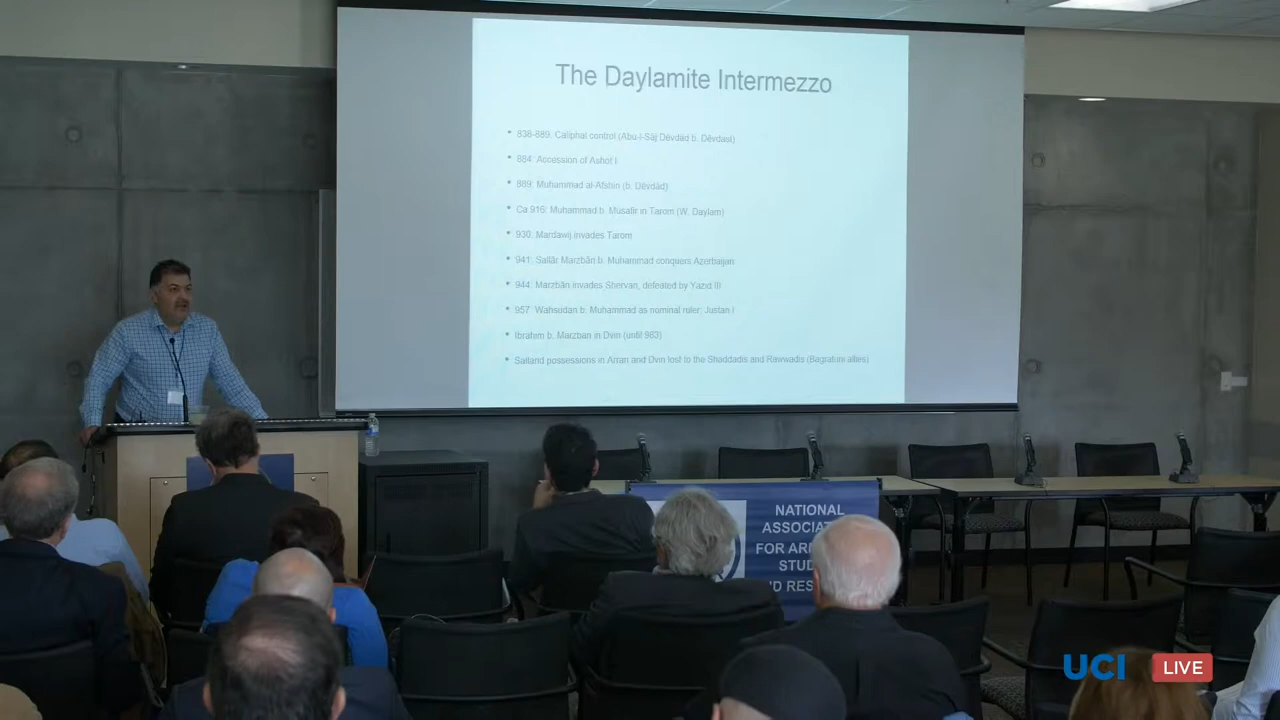 The Daylamite Intermezzo
• 838-889: Caliphal control (Abu-l-Saj Dēvdād b. Dēvdast)
• 884: Accession of Ashot I
• 889: Muhammad al-Afshin (b. Dēvdād)
• Ca 916: Muhammad b. Musafir in Tarom (W. Daylam)
• 930: Mardawij invades Tarom
• 941: Sallār Marzbān b. Muhammad conquers Azerbaijan
• 944: Marzbān invades Shervan, defeated by Yazid III
• 957 Wahsudan b. Muhammad as nominal ruler; Justan I
• Ibrahim b. Marzban in Dvin (until 983)
• Sallarid possessions in Arran and Dvin lost to the Shaddadis and Rawwadis (Bagratuni allies)
NATIONAL
ASSOCIAT
FOR AR
STUD
D RES
UCI LIVE